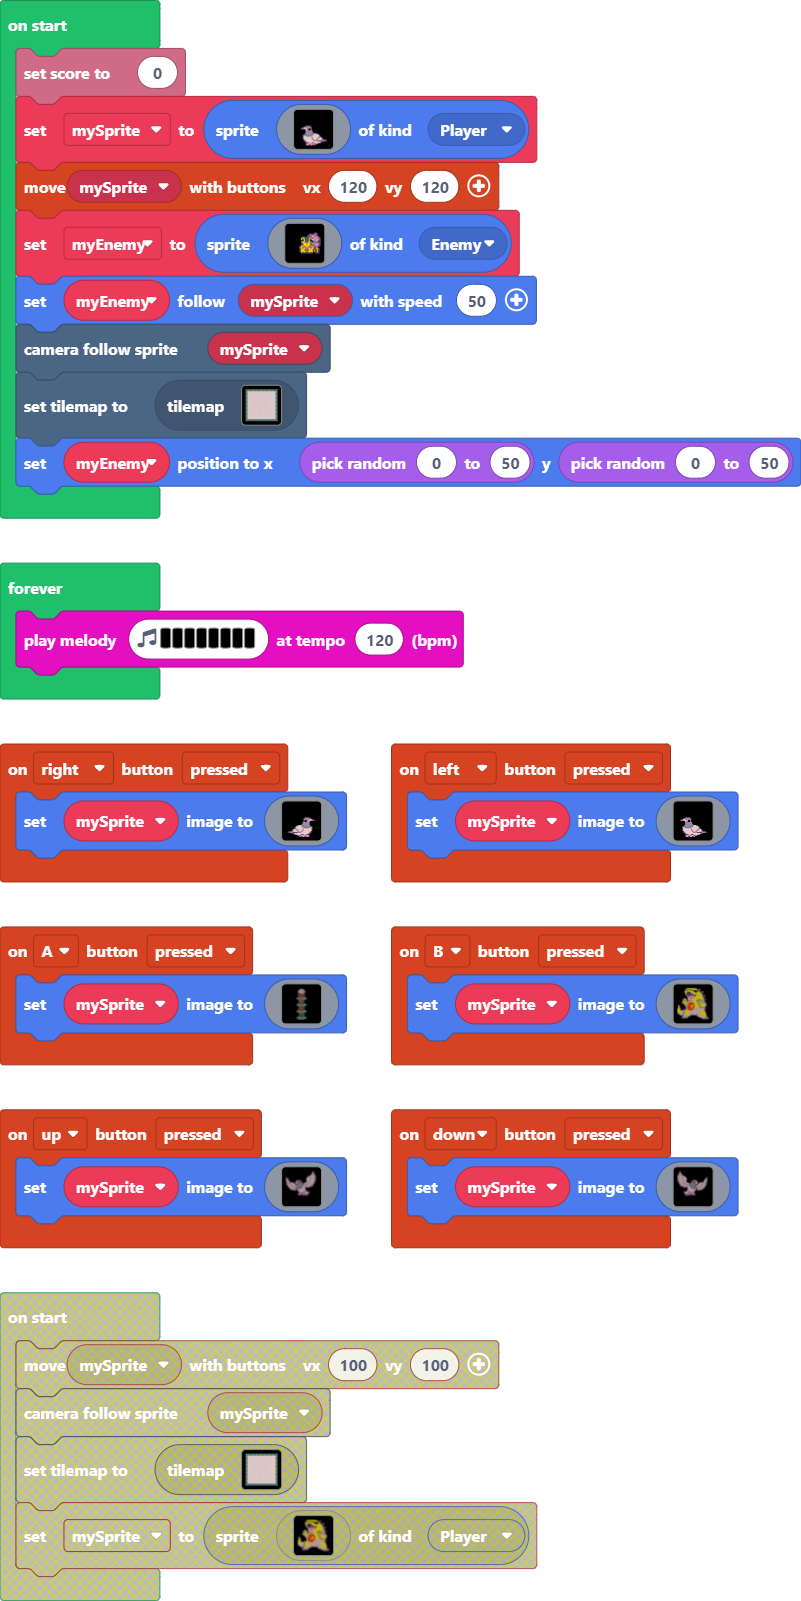 on start
set score to 0
set mySprite to sprite of kind Player
move mySprite with buttons vx 120 vy 120
set myEnemy to sprite of kind Enemy
set myEnemy follow mySprite with speed 50
camera follow sprite mySprite
set tilemap to tilemap
set myEnemy position to x pick random 0 to 50 y pick random 0 to 50
forever
play melody at tempo 120 (bpm)
on right button pressed
set mySprite image to
on left button pressed
set mySprite image to
on A button pressed
set mySprite image to
on B button pressed
set mySprite image to
on up button pressed
set mySprite image to
on down button pressed
set mySprite image to
on start
move mySprite with buttons vx 100 vy 100
camera follow sprite mySprite
set tilemap to tilemap
set mySprite to sprite of kind Player